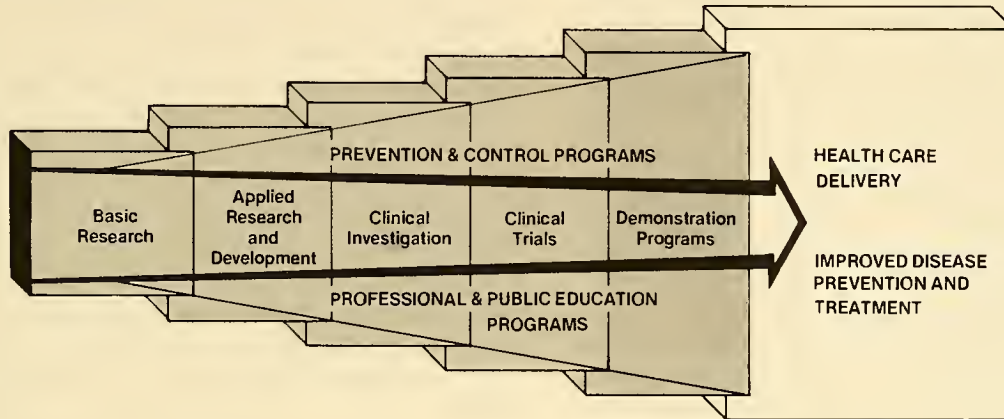 PREVENTION & CONTROL PROGRAMS
HEALTH CARE
DELIVERY
Basic
Research
Applied
Research
and
Development
Clinical
Investigation
Clinical
Trials
Demonstration
Programs
PROFESSIONAL & PUBLIC EDUCATION
PROGRAMS
IMPROVED DISEASE
PREVENTION AND
TREATMENT